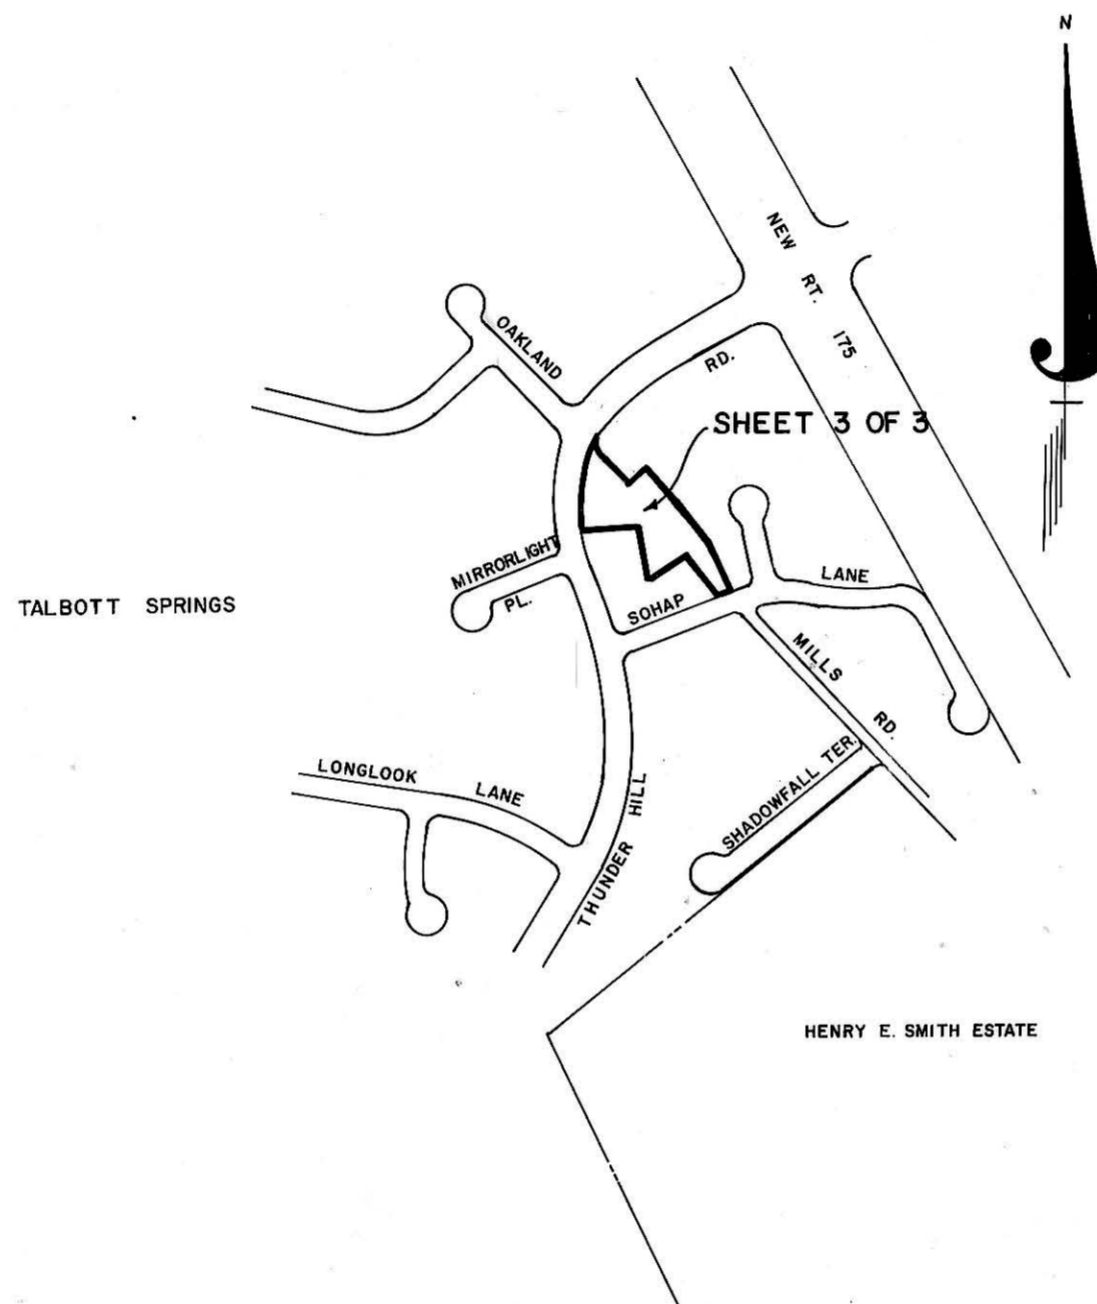 N
NEW RT. 175
OAKLAND
RD.
SHEET 3 OF 3
MIRRORLIGHT
PL.
LANE
TALBOTT SPRINGS
SOHAP
MILLS
RD.
LONGLOOK
LANE
SHADOWFALL TER.
THUNDER HILL
HENRY E. SMITH ESTATE